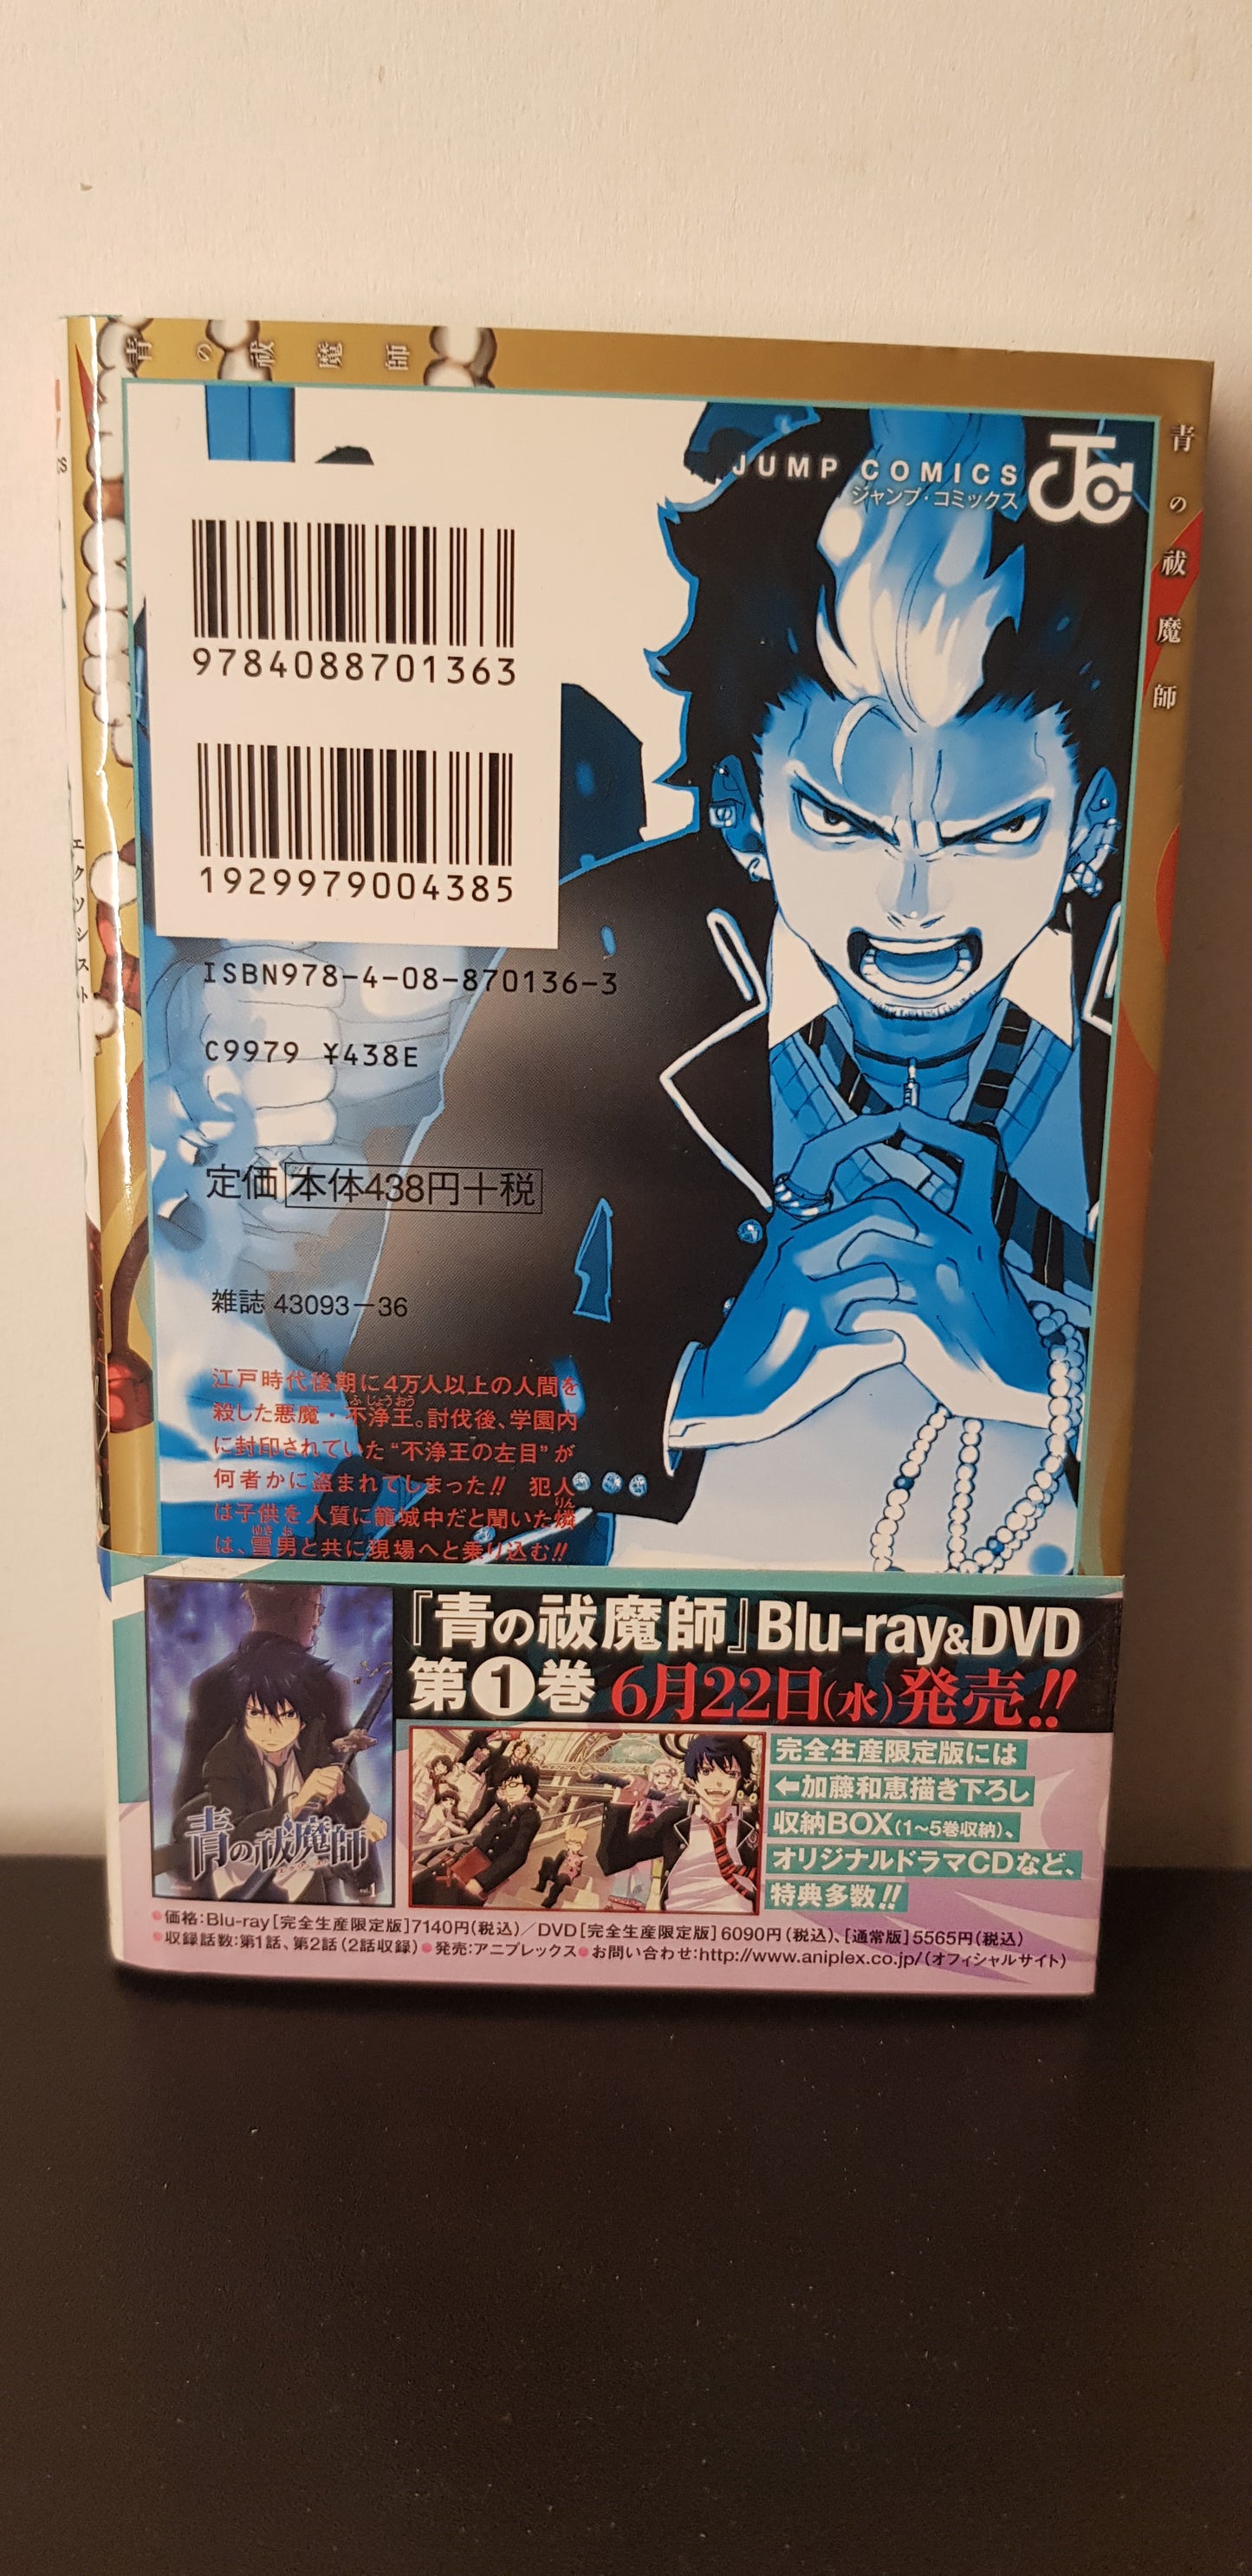 青の祓魔師
JUMP COMICS
ジャンプ・コミックス
青の祓魔師
エクソシスト
9784088701363
1929979004385
ISBN978-4-08-870136-3
C9979 ¥438E
定価 本体438円+税
雑誌 43093-36
江戸時代後期に4万人以上の人間を
ふじょうおう
殺した悪魔・不浄王。討伐後、学園内
に封印されていた“不浄王の左目”が
何者かに盗まれてしまった!! 犯人
りん
は子供を人質に籠城中だと聞いた燐
ゆきお
は、雪男と共に現場へと乗り込む!!
『青の祓魔師』Blu-ray&DVD
第1巻 6月22日(水)発売!!
青の祓魔師
vol.1
完全生産限定版には
←加藤和恵描き下ろし
収納BOX(1~5巻収納)、
オリジナルドラマCDなど、
特典多数!!
●価格:Blu-ray[完全生産限定版]7140円(税込)/DVD[完全生産限定版]6090円(税込)、[通常版]5565円(税込)
●収録話数:第1話、第2話(2話収録)●発売:アニプレックス●お問い合わせ:http://www.aniplex.co.jp/(オフィシャルサイト)